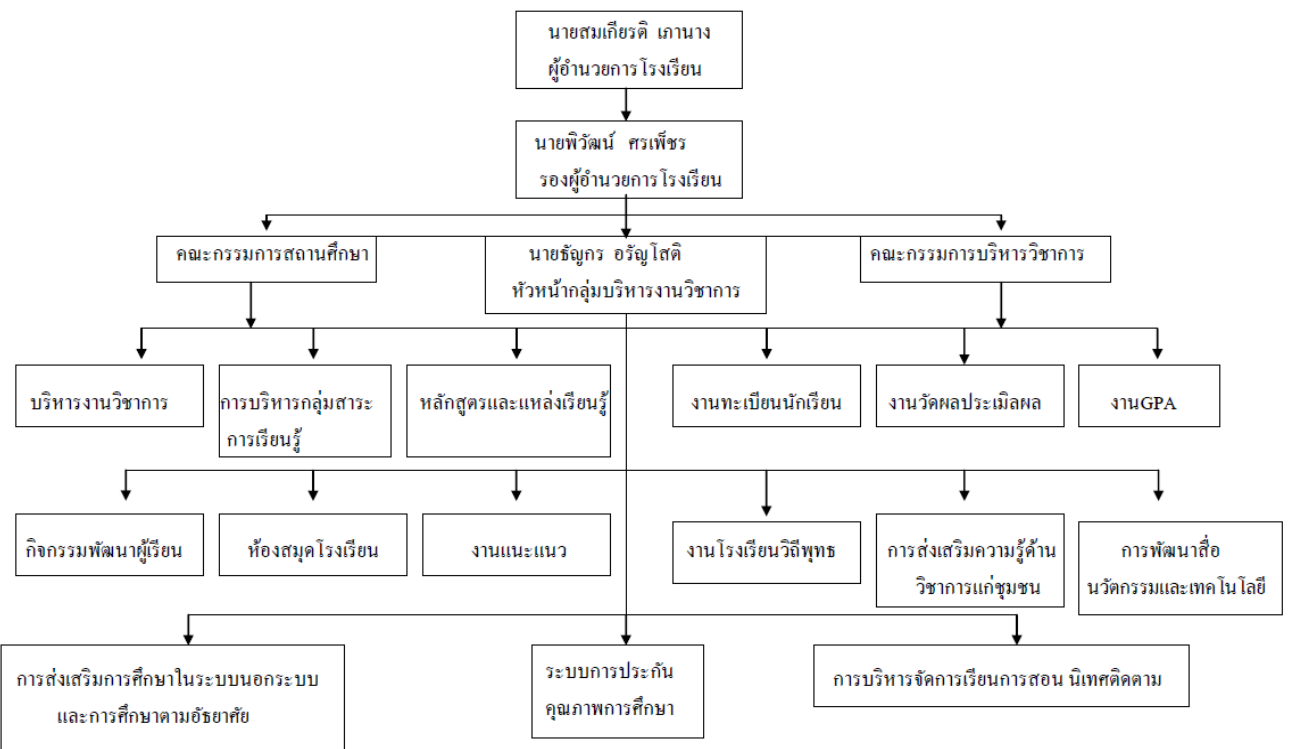 นายสมเกียรติ เภานาง
ผู้อำนวยการโรงเรียน
นายพิวัฒน์ ศรเพ็ชร
รองผู้อำนวยการโรงเรียน
คณะกรรมการสถานศึกษา
นายธัญกร อรัญโสติ
หัวหน้ากลุ่มบริหารงานวิชาการ
คณะกรรมการบริหารวิชาการ
บริหารงานวิชาการ
การบริหารกลุ่มสาระ
การเรียนรู้
หลักสูตรและแหล่งเรียนรู้
งานทะเบียนนักเรียน
งานวัดผลประเมิลผล
งานGPA
กิจกรรมพัฒนาผู้เรียน
ห้องสมุดโรงเรียน
งานแนะแนว
งานโรงเรียนวิถีพุทธ
การส่งเสริมความรู้ด้าน
วิชาการแก่ชุมชน
การพัฒนาสื่อ
นวัตกรรมและเทคโนโลยี
การส่งเสริมการศึกษาในระบบนอกระบบ
และการศึกษาตามอัธยาศัย
ระบบการประกัน
คุณภาพการศึกษา
การบริหารจัดการเรียนการสอน นิเทศติดตาม